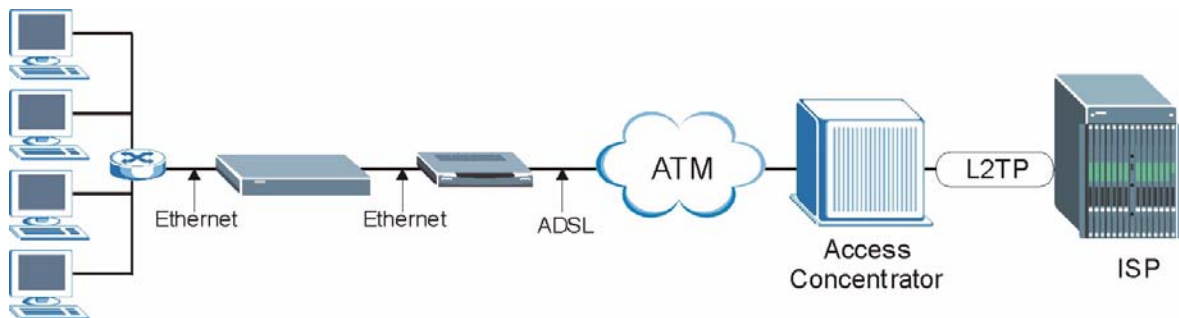 Ethernet
Ethernet
ADSL
ATM
Access
Concentrator
L2TP
ISP